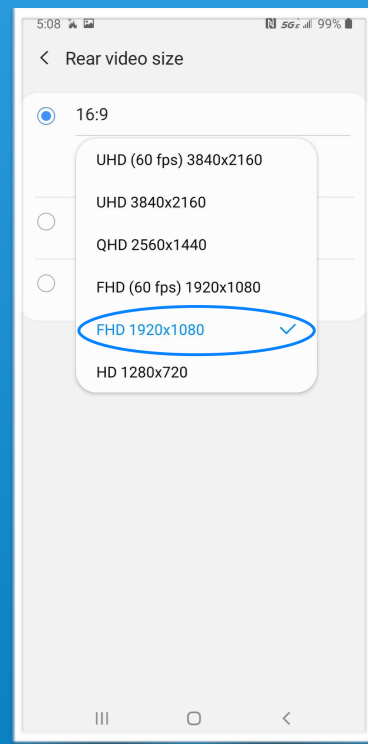 5:08 5GE 99%
Rear video size
16:9
UHD (60 fps) 3840x2160
UHD 3840x2160
QHD 2560x1440
FHD (60 fps) 1920x1080
FHD 1920x1080
HD 1280x720